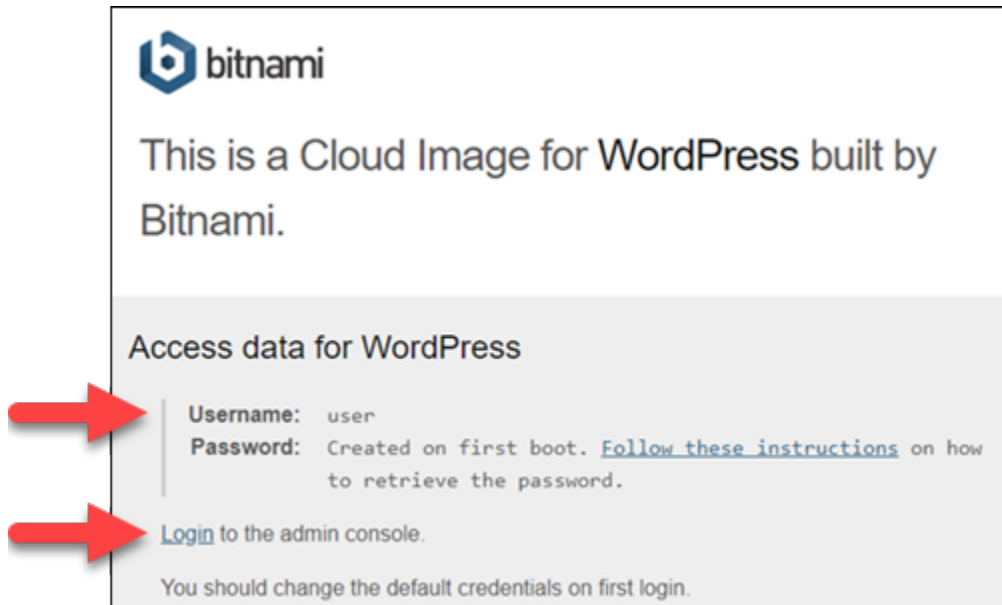 bitnami
This is a Cloud Image for WordPress built by
Bitnami.
Access data for WordPress
Username: user
Password: Created on first boot. Follow these instructions on how
to retrieve the password.
Login to the admin console.
You should change the default credentials on first login.